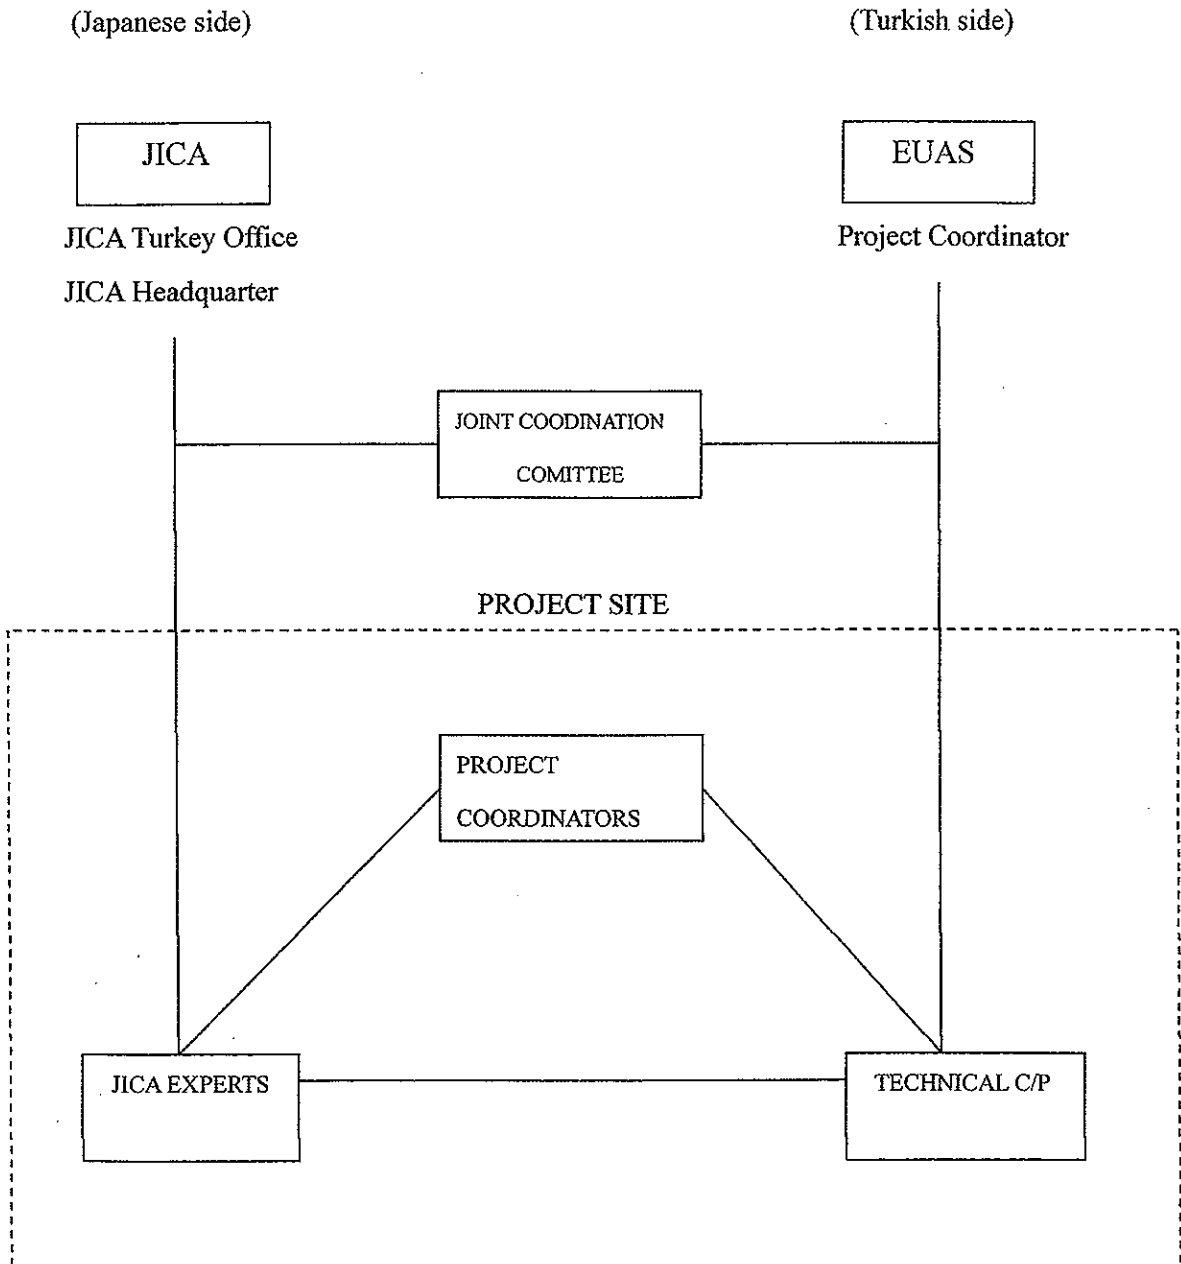 (Japanese side)
(Turkish side)
JICA
EUAS
JICA Turkey Office
Project Coordinator
JICA Headquarter
JOINT COODINATION
COMITTEE
PROJECT SITE
PROJECT
COORDINATORS
JICA EXPERTS
TECHNICAL C/P